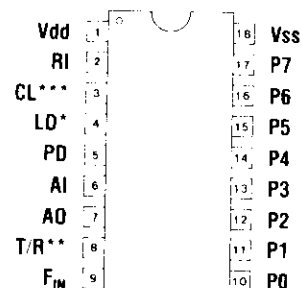 Vdd 1 18 Vss
RI 2 17 P7
CL*** 3 16 P6
LD* 4 15 P5
PD 5 14 P4
AI 6 13 P3
AO 7 12 P2
T/R** 8 11 P1
FIN 9 10 P0